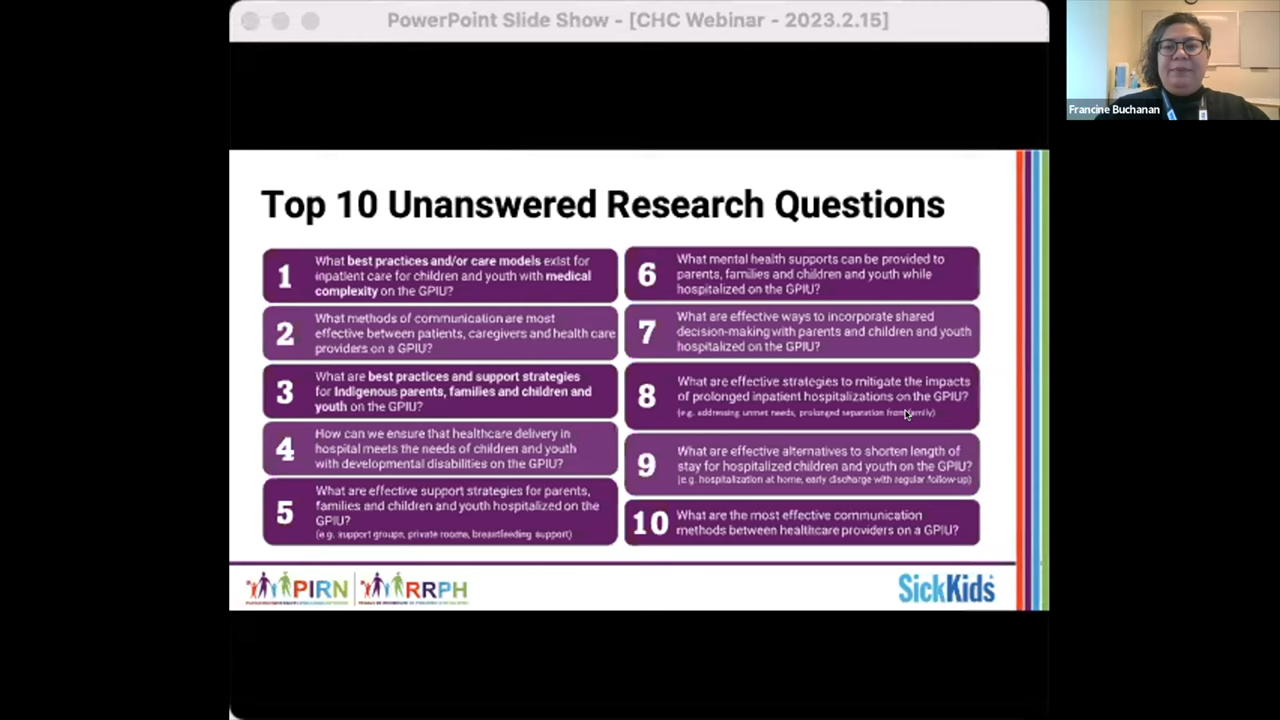 PowerPoint Slide Show - [CHC Webinar - 2023.2.15]
Francine Buchanan
Top 10 Unanswered Research Questions
1
What best practices and/or care models exist for
inpatient care for children and youth with medical
complexity on the GPIU?
2
What methods of communication are most
effective between patients, caregivers and health care
providers on a GPIU?
3
What are best practices and support strategies
for Indigenous parents, families and children and
youth on the GPIU?
4
How can we ensure that healthcare delivery in
hospital meets the needs of children and youth
with developmental disabilities on the GPIU?
5
What are effective support strategies for parents,
families and children and youth hospitalized on the
GPIU?
(e.g. support groups, private rooms, breastfeeding support)
6
What mental health supports can be provided to
parents, families and children and youth while
hospitalized on the GPIU?
7
What are effective ways to incorporate shared
decision-making with parents and children and youth
hospitalized on the GPIU?
8
What are effective strategies to mitigate the impacts
of prolonged inpatient hospitalizations on the GPIU?
(e.g. addressing unmet needs, prolonged separation from family)
9
What are effective alternatives to shorten length of
stay for hospitalized children and youth on the GPIU?
(e.g. hospitalization at home, early discharge with regular follow-up)
10
What are the most effective communication
methods between healthcare providers on a GPIU?
PIRN
RRPH
SickKids